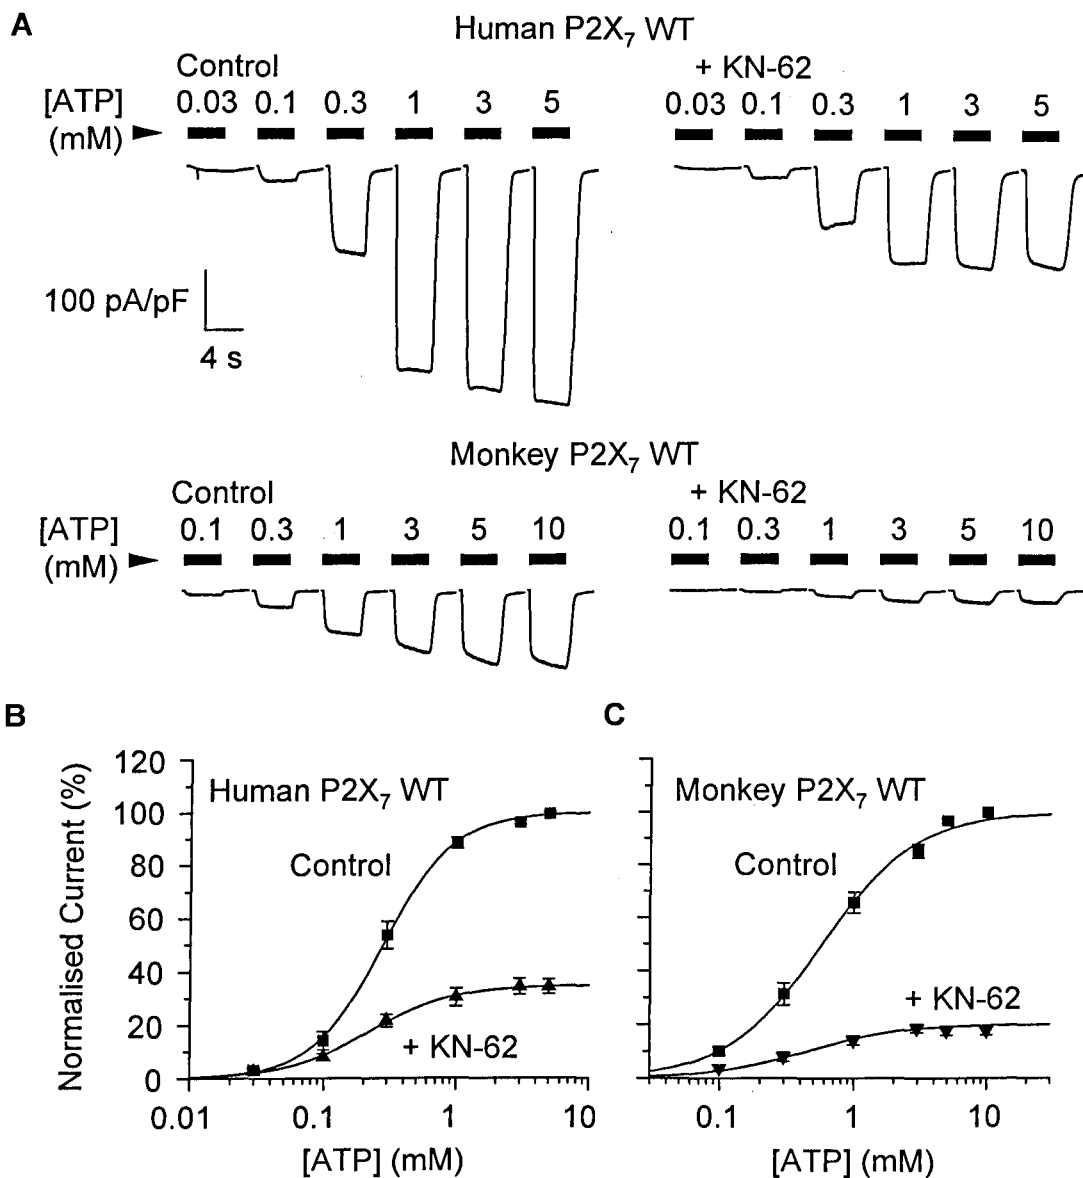 A
Human P2X7 WT
Control
+ KN-62
[ATP] 0.03 0.1 0.3 1 3 5
0.03 0.1 0.3 1 3 5
(mM)
100 pA/pF
4 s
Monkey P2X7 WT
Control
+ KN-62
[ATP] 0.1 0.3 1 3 5 10
0.1 0.3 1 3 5 10
(mM)
B
Normalised Current (%)
120
100
80
60
40
20
0
Human P2X7 WT
Control
+ KN-62
0.01 0.1 1 10
[ATP] (mM)
C
Monkey P2X7 WT
Control
+ KN-62
0.1 1 10
[ATP] (mM)